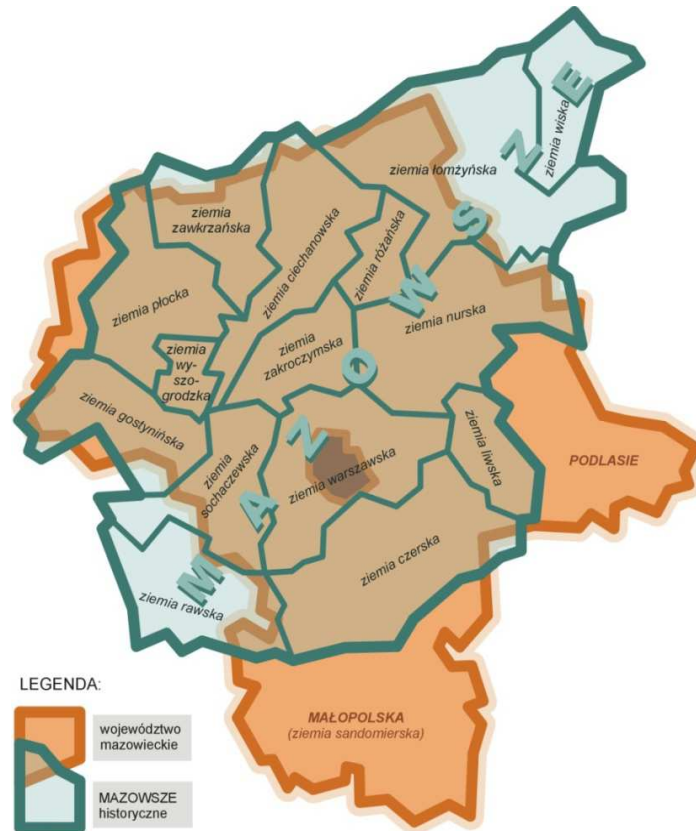 MAZOWSZE
ziemia wiska
ziemia łomżyńska
ziemia
zawkrzańska
ziemia ciechanowska
ziemia różańska
ziemia płocka
ziemia nurska
ziemia
wy-
szo-
grodzka
ziemia
zakroczymska
ziemia gostynińska
ziemia
sochaczewska
ziemia warszawska
ziemia liwska
PODLASIE
ziemia czerska
ziemia rawska
MAŁOPOLSKA
(ziemia sandomierska)
LEGENDA:
województwo
mazowieckie
MAZOWSZE
historyczne